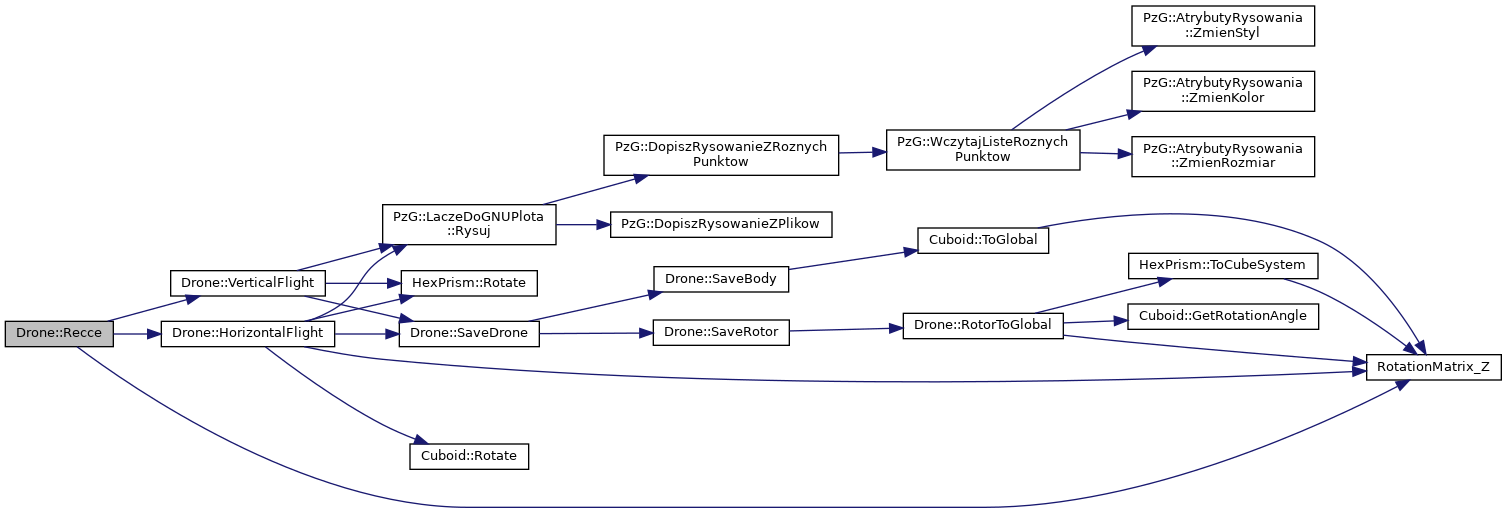 PzG::AtrybutyRysowania
::ZmienStyl
PzG::AtrybutyRysowania
::ZmienKolor
PzG::DopiszRysowanieZRoznych
Punktow
PzG::WczytajListeRoznych
Punktow
PzG::AtrybutyRysowania
::ZmienRozmiar
PzG::LaczeDoGNUPlota
::Rysuj
PzG::DopiszRysowanieZPlikow
Cuboid::ToGlobal
Drone::VerticalFlight
HexPrism::Rotate
Drone::SaveBody
HexPrism::ToCubeSystem
Drone::Recce
Drone::HorizontalFlight
Drone::SaveDrone
Drone::SaveRotor
Drone::RotorToGlobal
Cuboid::GetRotationAngle
RotationMatrix_Z
Cuboid::Rotate